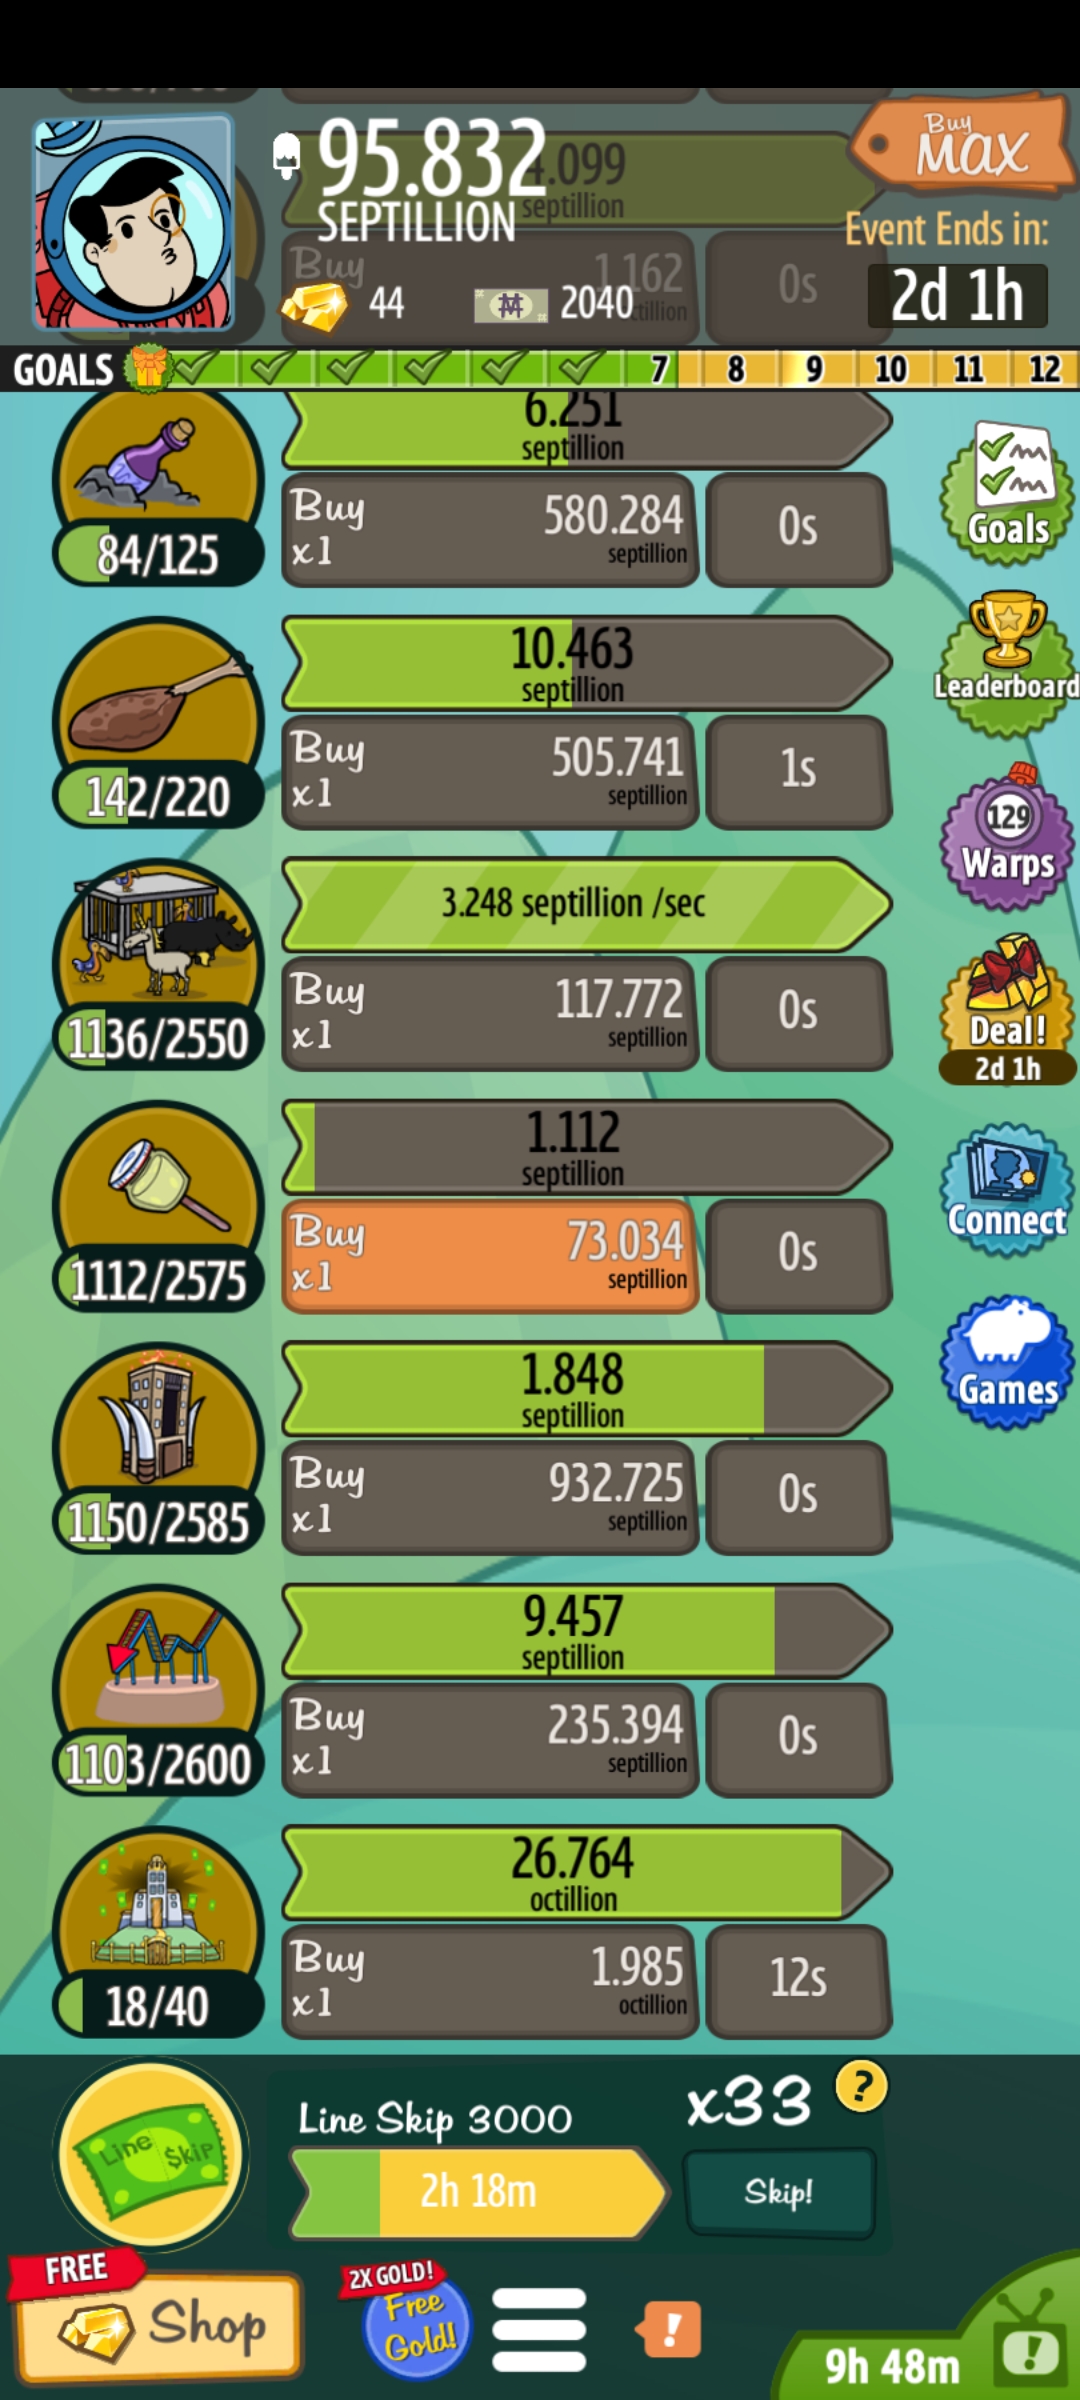 95.832
SEPTILLION
4.099
septillion
Buy
1.162
Buy
MAX
Event Ends in:
2d 1h
0s
44
2040
GOALS 7 8 9 10 11 12
6.251
septillion
84/125
Buy
x1
580.284
septillion
0s
Goals
10.463
septillion
142/220
Buy
x1
505.741
septillion
1s
Leaderboard
3.248 septillion /sec
1136/2550
Buy
x1
117.772
septillion
0s
129
Warps
Deal!
2d 1h
1.112
septillion
1112/2575
Buy
x1
73.034
septillion
0s
Connect
1.848
septillion
1150/2585
Buy
x1
932.725
septillion
0s
Games
9.457
septillion
1103/2600
Buy
x1
235.394
septillion
0s
26.764
octillion
18/40
Buy
x1
1.985
octillion
12s
Line $kip
Line Skip 3000
2h 18m
x33
?
Skip!
FREE
Shop
2X GOLD!
Free
Gold!
!
9h 48m
!